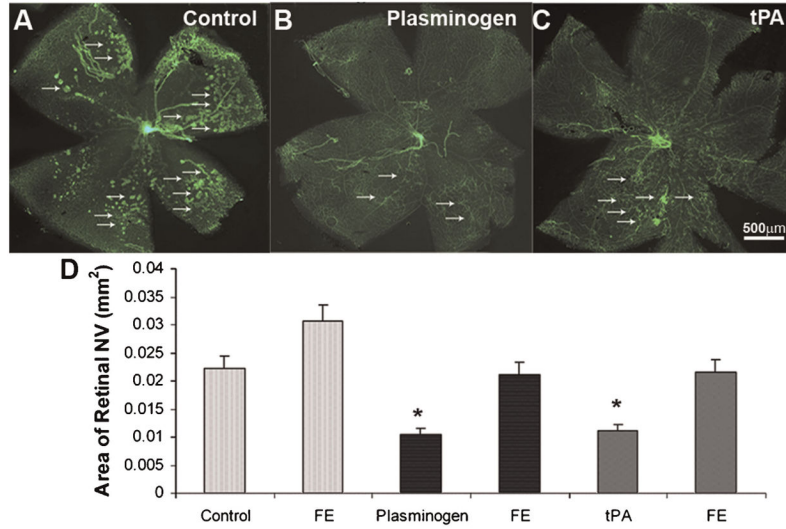 A Control
B Plasminogen
C tPA
500μm
D
Area of Retinal NV (mm²)
0.04
0.035
0.03
0.025
0.02
0.015
0.01
0.005
0
*
*
Control FE Plasminogen FE tPA FE